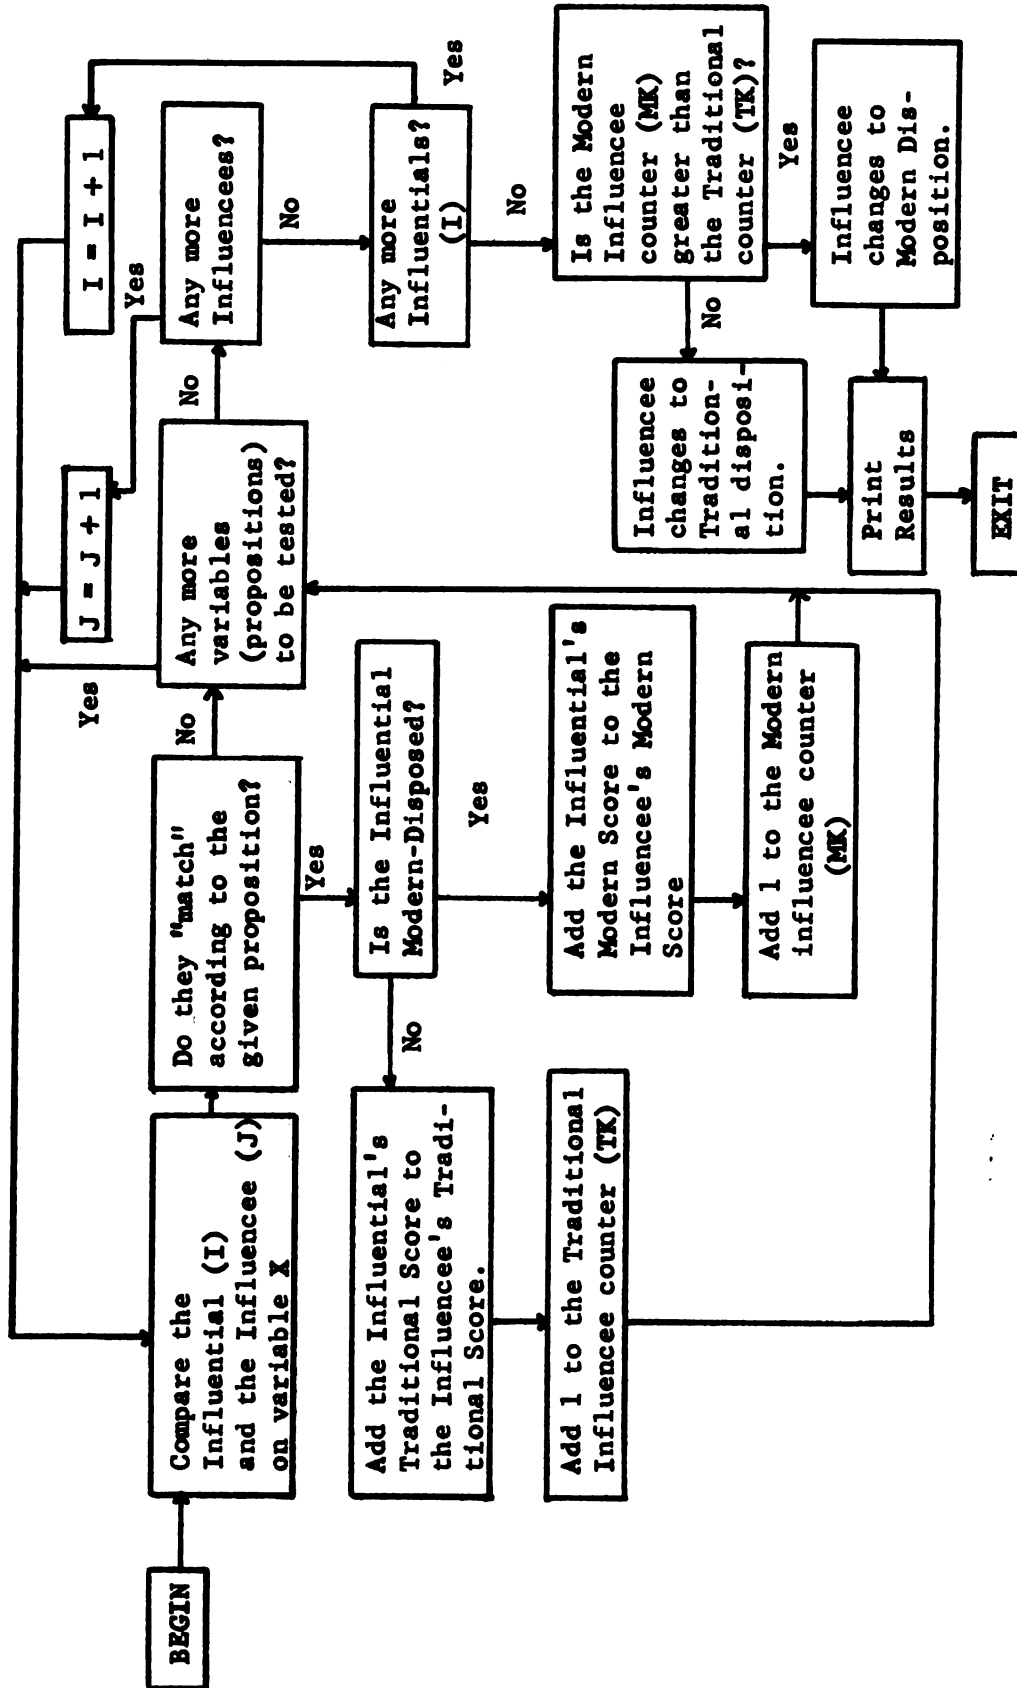 BEGIN
Compare the
Influential (I)
and the Influencee (J)
on variable X
Do they "match"
according to the
given proposition?
No
Yes
Any more
variables
(propositions)
to be tested?
Yes
No
J = J + 1
Any more
Influencees?
Yes
No
I = I + 1
Any more
Influentials?
(I)
Yes
No
Is the Influential
Modern-Disposed?
No
Yes
Add the Influential's
Traditional Score to
the Influencee's Tradi-
tional Score.
Add 1 to the Traditional
Influencee counter (TK)
Add the Influential's
Modern Score to the
Influencee's Modern
Score
Add 1 to the Modern
influencee counter
(MK)
Is the Modern
Influencee
counter (MK)
greater than
the Traditional
counter (TK)?
No
Yes
Influencee
changes to
Tradition-
al disposi-
tion.
Influencee
changes to
Modern Dis-
position.
Print
Results
EXIT